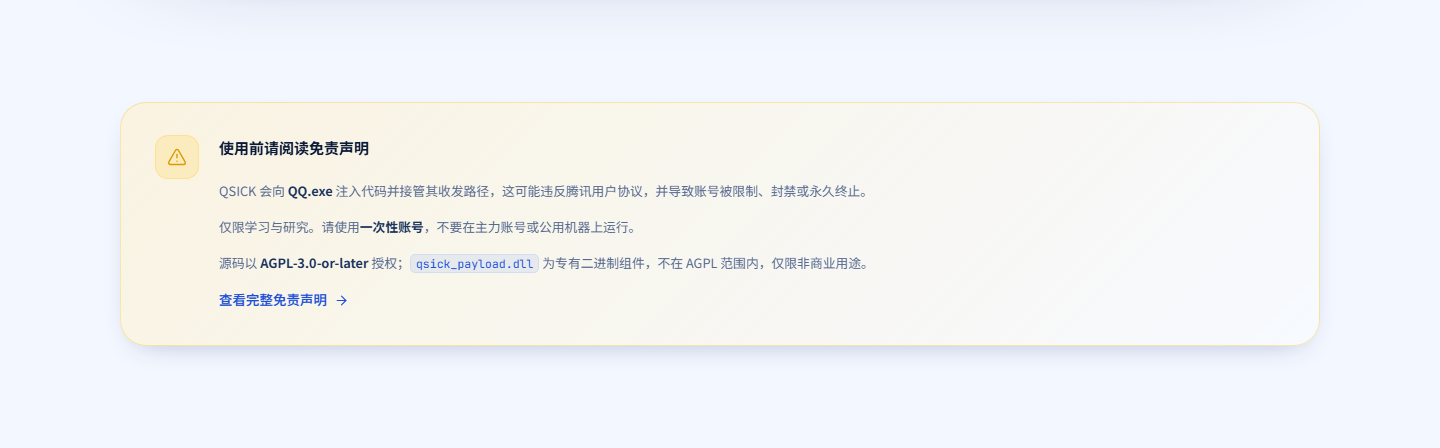 使用前请阅读免责声明
QSICK 会向 QQ.exe 注入代码并接管其收发路径，这可能违反腾讯用户协议，并导致账号被限制、封禁或永久终止。
仅限学习与研究。请使用一次性账号，不要在主力账号或公用机器上运行。
源码以 AGPL-3.0-or-later 授权；qsick_payload.dll 为专有二进制组件，不在 AGPL 范围内，仅限非商业用途。
查看完整免责声明 →